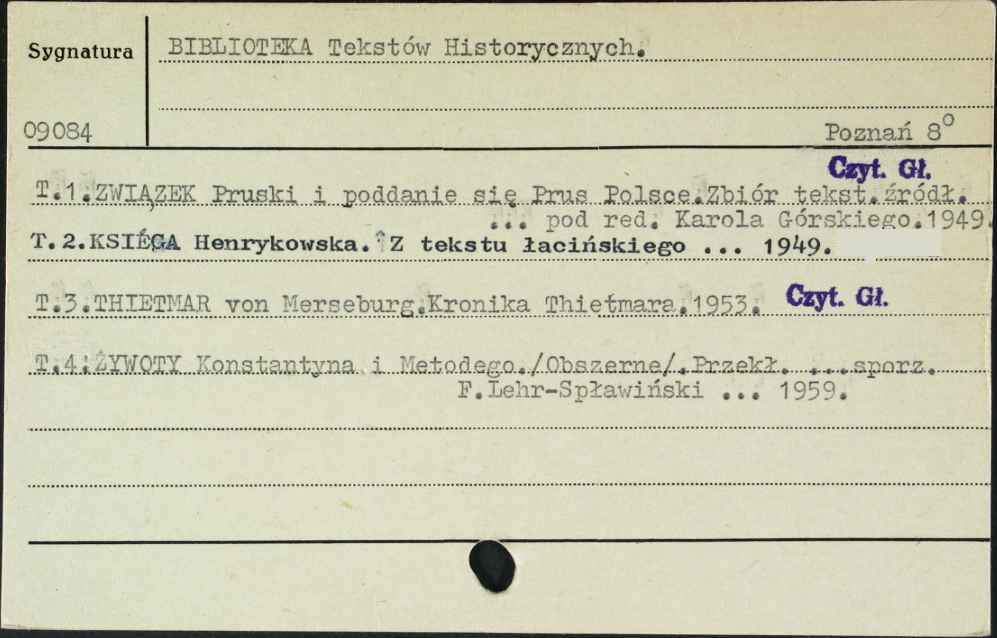 Sygnatura
BIBLIOTEKA Tekstów Historycznych.
09084
Poznań 8⁰
Czyt. Gł.
T.1.ZWIĄZEK Pruski i poddanie się Prus Polsce.Zbiór tekst.źródł.
... pod red. Karola Górskiego.1949.
T.2.KSIĘGA Henrykowska. Z tekstu łacińskiego ... 1949.
T.3.THIETMAR von Merseburg.Kronika Thietmara.1953. Czyt. Gł.
T.4.ŻYWOTY Konstantyna i Metodego./Obszerne/.Przekł. ...sporz.
F.Lehr-Spławiński ... 1959.